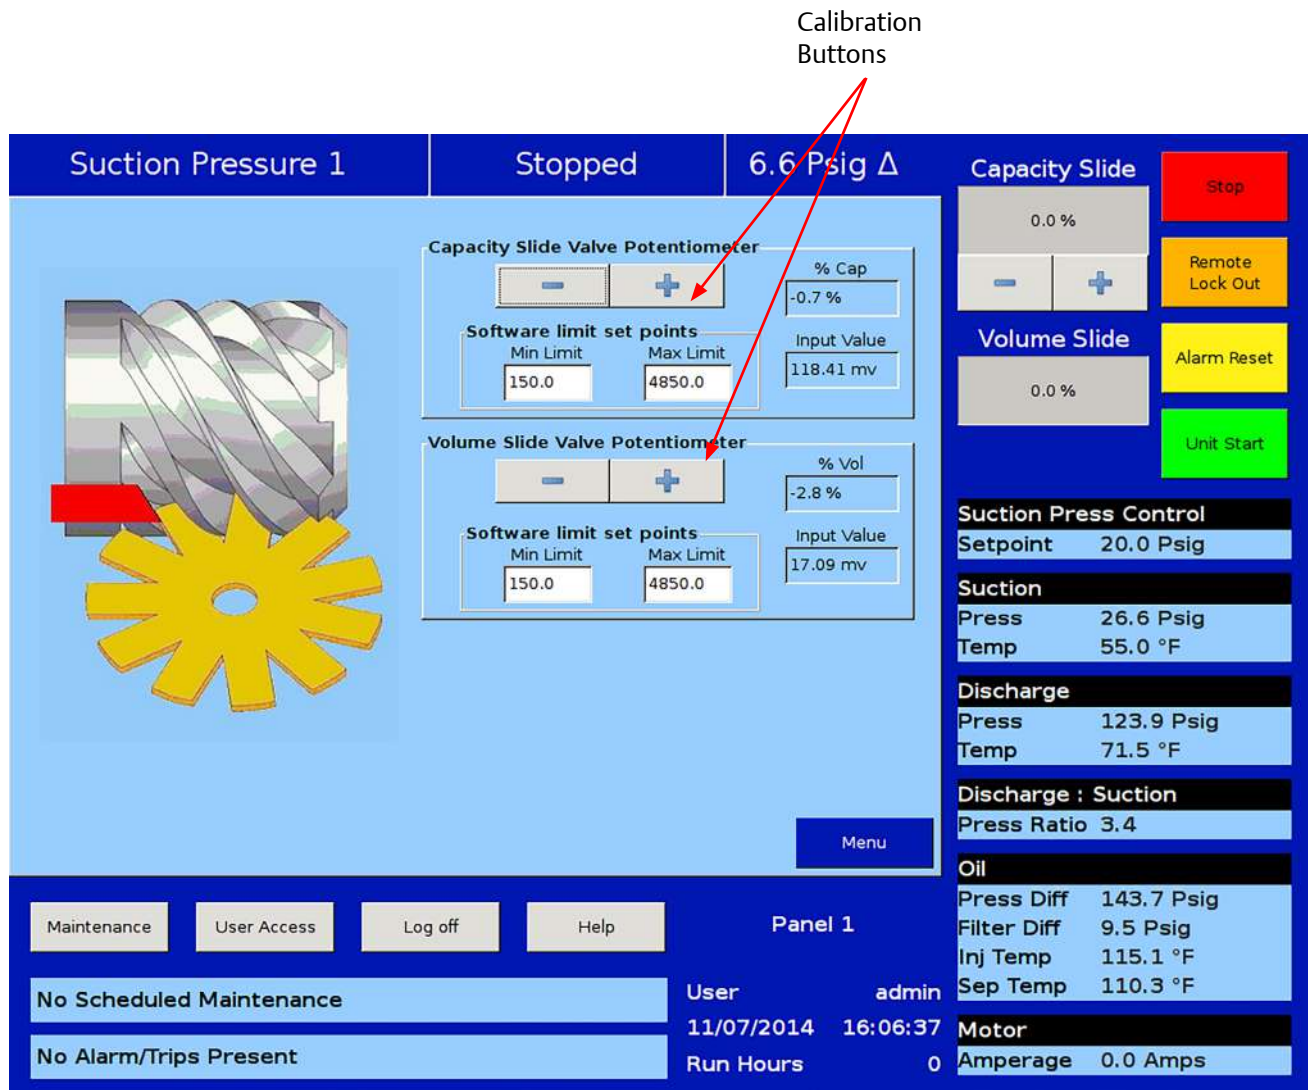 Calibration
Buttons
Suction Pressure 1
Stopped
6.6 Psig Δ
Capacity Slide Valve Potentiometer
% Cap
-0.7 %
Software limit set points
Min Limit
Max Limit
150.0
4850.0
Input Value
118.41 mv
Volume Slide Valve Potentiometer
% Vol
-2.8 %
Software limit set points
Min Limit
Max Limit
150.0
4850.0
Input Value
17.09 mv
Menu
Capacity Slide
0.0 %
Volume Slide
0.0 %
Stop
Remote
Lock Out
Alarm Reset
Unit Start
Suction Press Control
Setpoint 20.0 Psig
Suction
Press 26.6 Psig
Temp 55.0 °F
Discharge
Press 123.9 Psig
Temp 71.5 °F
Discharge : Suction
Press Ratio 3.4
Oil
Press Diff 143.7 Psig
Filter Diff 9.5 Psig
Inj Temp 115.1 °F
Sep Temp 110.3 °F
Motor
Amperage 0.0 Amps
Maintenance
User Access
Log off
Help
Panel 1
No Scheduled Maintenance
No Alarm/Trips Present
User admin
11/07/2014 16:06:37
Run Hours 0